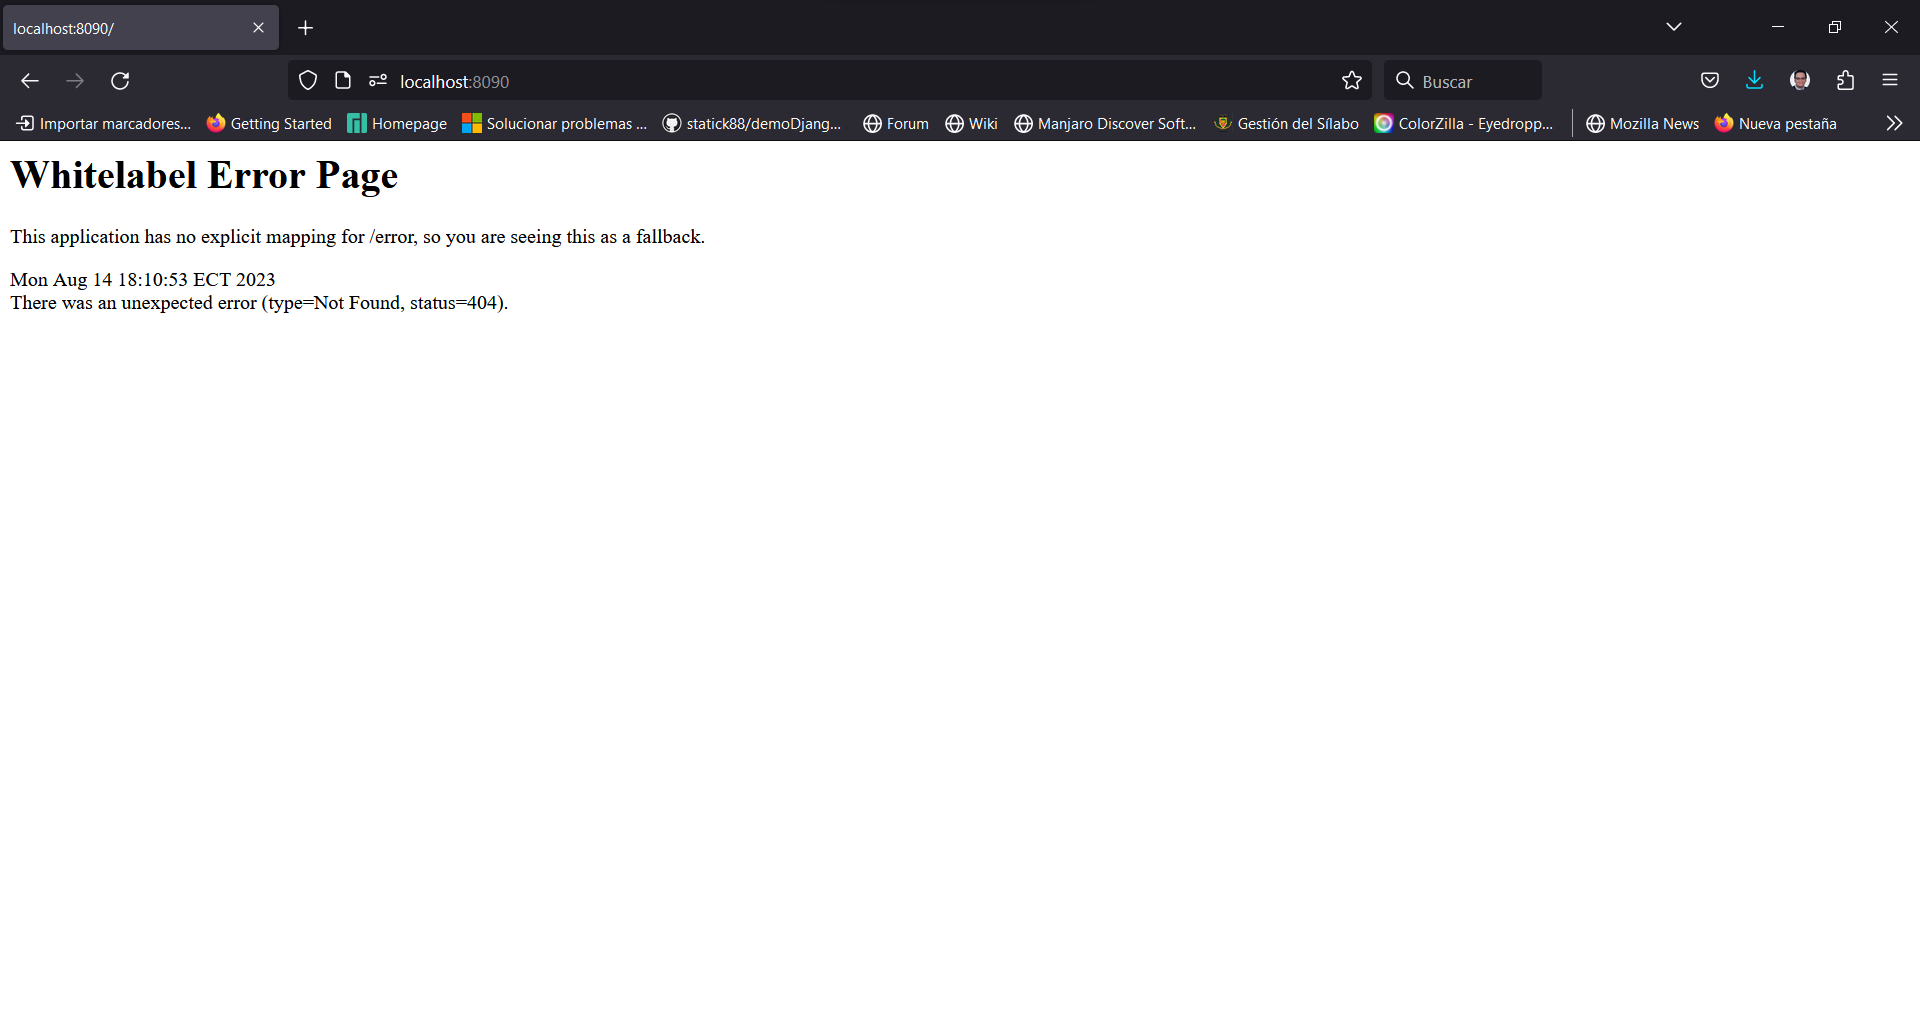 localhost:8090/
localhost:8090
Buscar
Importar marcadores... Getting Started Homepage Solucionar problemas ... statick88/demoDjang... Forum Wiki Manjaro Discover Soft... Gestión del Sílabo ColorZilla - Eyedropp... Mozilla News Nueva pestaña
Whitelabel Error Page
This application has no explicit mapping for /error, so you are seeing this as a fallback.
Mon Aug 14 18:10:53 ECT 2023
There was an unexpected error (type=Not Found, status=404).